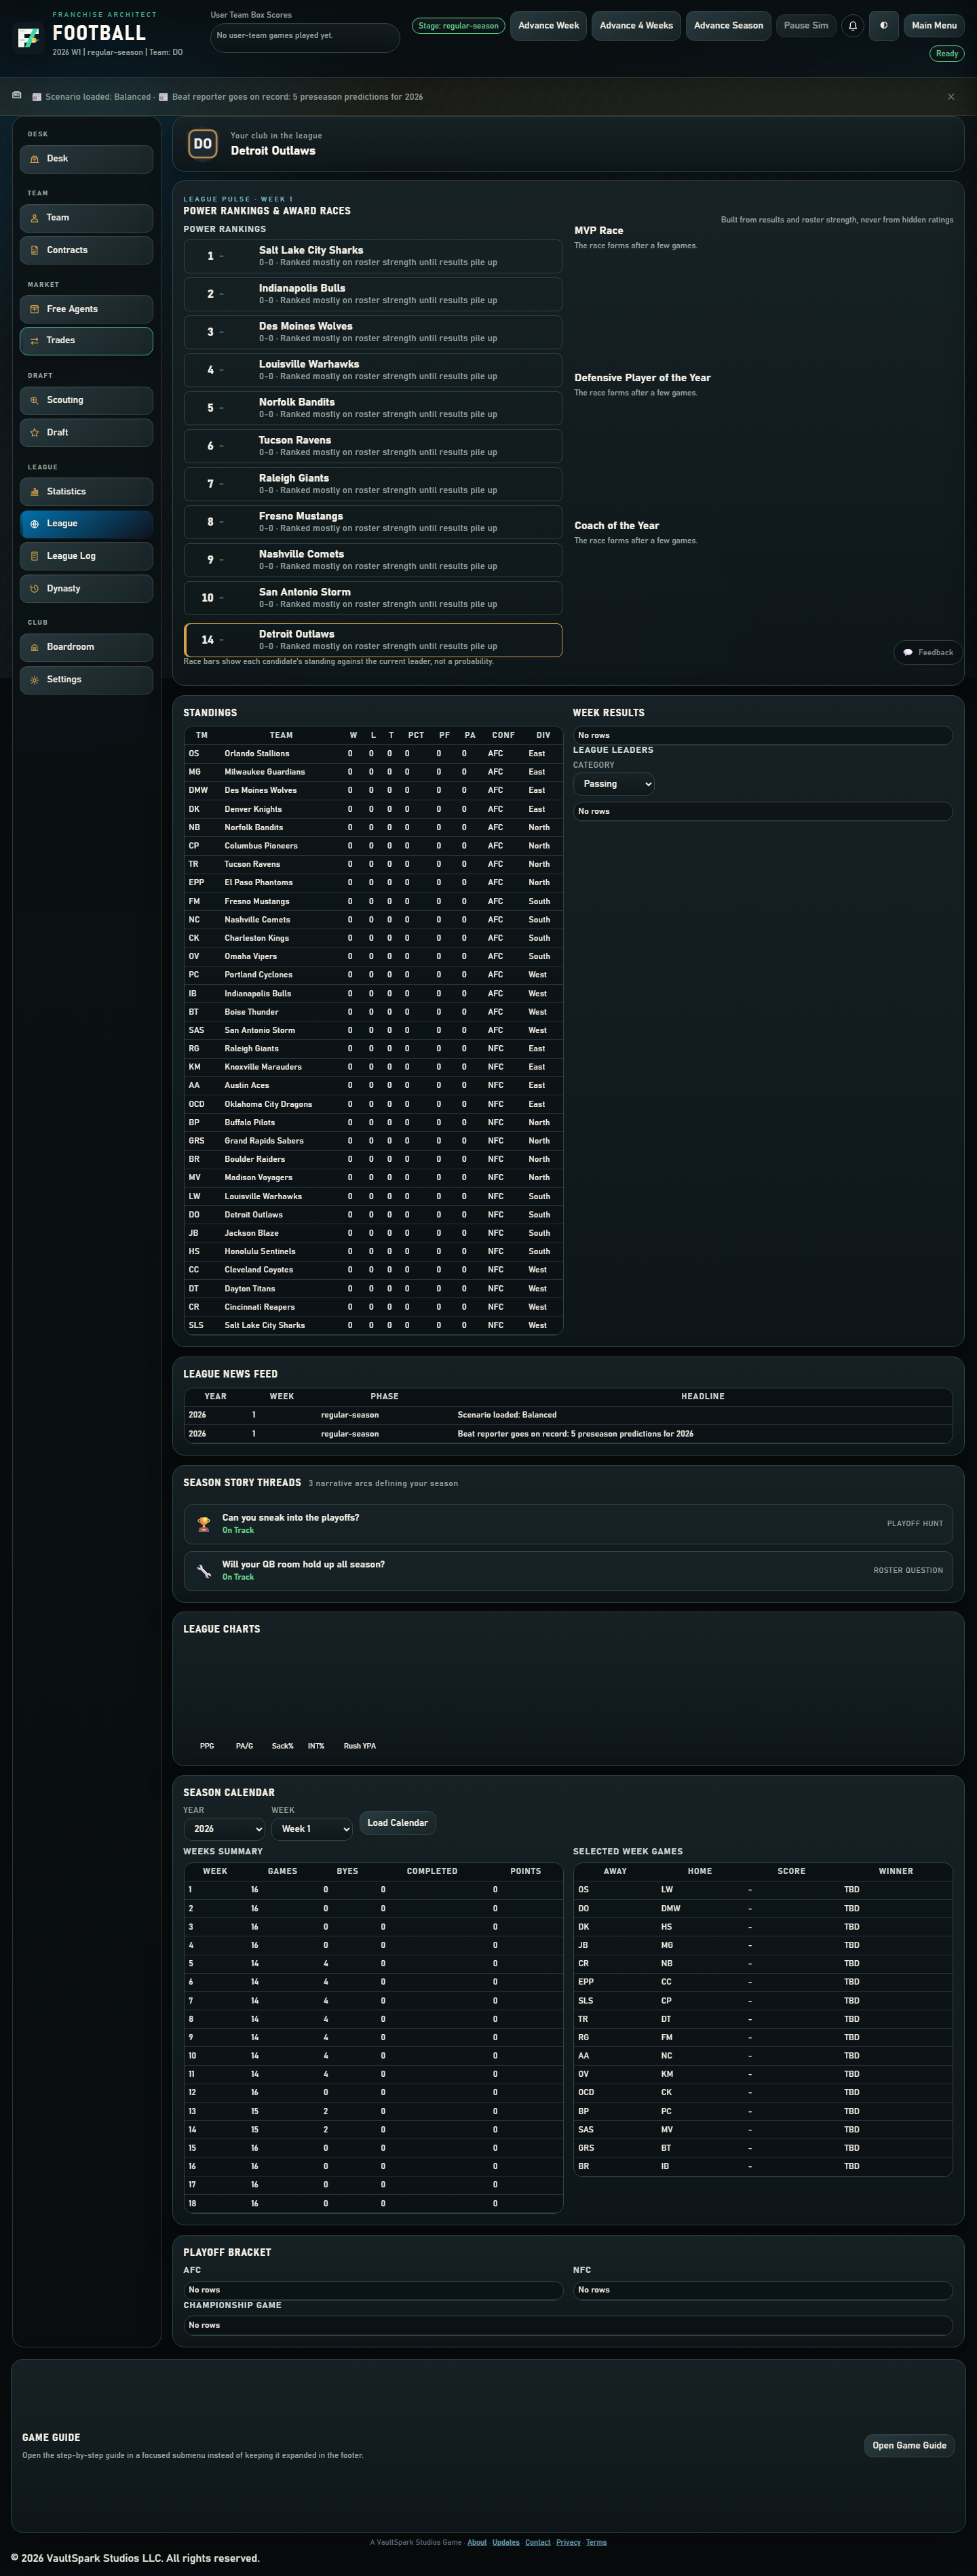 FRANCHISE ARCHITECT
FOOTBALL
2026 W1 | regular-season | Team: DO
User Team Box Scores
No user-team games played yet.
Stage: regular-season
Advance Week
Advance 4 Weeks
Advance Season
Pause Sim
Main Menu
Ready
Scenario loaded: Balanced · Beat reporter goes on record: 5 preseason predictions for 2026
DESK
Desk
TEAM
Team
Contracts
MARKET
Free Agents
Trades
DRAFT
Scouting
Draft
LEAGUE
Statistics
League
League Log
Dynasty
CLUB
Boardroom
Settings
DO
Your club in the league
Detroit Outlaws
LEAGUE PULSE · WEEK 1
POWER RANKINGS & AWARD RACES
Built from results and roster strength, never from hidden ratings
POWER RANKINGS
1 – Salt Lake City Sharks
0-0 · Ranked mostly on roster strength until results pile up
2 – Indianapolis Bulls
0-0 · Ranked mostly on roster strength until results pile up
3 – Des Moines Wolves
0-0 · Ranked mostly on roster strength until results pile up
4 – Louisville Warhawks
0-0 · Ranked mostly on roster strength until results pile up
5 – Norfolk Bandits
0-0 · Ranked mostly on roster strength until results pile up
6 – Tucson Ravens
0-0 · Ranked mostly on roster strength until results pile up
7 – Raleigh Giants
0-0 · Ranked mostly on roster strength until results pile up
8 – Fresno Mustangs
0-0 · Ranked mostly on roster strength until results pile up
9 – Nashville Comets
0-0 · Ranked mostly on roster strength until results pile up
10 – San Antonio Storm
0-0 · Ranked mostly on roster strength until results pile up
14 – Detroit Outlaws
0-0 · Ranked mostly on roster strength until results pile up
MVP Race
The race forms after a few games.
Defensive Player of the Year
The race forms after a few games.
Coach of the Year
The race forms after a few games.
Race bars show each candidate's standing against the current leader, not a probability.
Feedback
STANDINGS
TM TEAM W L T PCT PF PA CONF DIV
OS Orlando Stallions 0 0 0 0 0 0 AFC East
MG Milwaukee Guardians 0 0 0 0 0 0 AFC East
DMW Des Moines Wolves 0 0 0 0 0 0 AFC East
DK Denver Knights 0 0 0 0 0 0 AFC East
NB Norfolk Bandits 0 0 0 0 0 0 AFC North
CP Columbus Pioneers 0 0 0 0 0 0 AFC North
TR Tucson Ravens 0 0 0 0 0 0 AFC North
EPP El Paso Phantoms 0 0 0 0 0 0 AFC North
FM Fresno Mustangs 0 0 0 0 0 0 AFC South
NC Nashville Comets 0 0 0 0 0 0 AFC South
CK Charleston Kings 0 0 0 0 0 0 AFC South
OV Omaha Vipers 0 0 0 0 0 0 AFC South
PC Portland Cyclones 0 0 0 0 0 0 AFC West
IB Indianapolis Bulls 0 0 0 0 0 0 AFC West
BT Boise Thunder 0 0 0 0 0 0 AFC West
SAS San Antonio Storm 0 0 0 0 0 0 AFC West
RG Raleigh Giants 0 0 0 0 0 0 NFC East
KM Knoxville Marauders 0 0 0 0 0 0 NFC East
AA Austin Aces 0 0 0 0 0 0 NFC East
OCD Oklahoma City Dragons 0 0 0 0 0 0 NFC East
BP Buffalo Pilots 0 0 0 0 0 0 NFC North
GRS Grand Rapids Sabers 0 0 0 0 0 0 NFC North
BR Boulder Raiders 0 0 0 0 0 0 NFC North
MV Madison Voyagers 0 0 0 0 0 0 NFC North
LW Louisville Warhawks 0 0 0 0 0 0 NFC South
DO Detroit Outlaws 0 0 0 0 0 0 NFC South
JB Jackson Blaze 0 0 0 0 0 0 NFC South
HS Honolulu Sentinels 0 0 0 0 0 0 NFC South
CC Cleveland Coyotes 0 0 0 0 0 0 NFC West
DT Dayton Titans 0 0 0 0 0 0 NFC West
CR Cincinnati Reapers 0 0 0 0 0 0 NFC West
SLS Salt Lake City Sharks 0 0 0 0 0 0 NFC West
WEEK RESULTS
No rows
LEAGUE LEADERS
CATEGORY
Passing
No rows
LEAGUE NEWS FEED
YEAR WEEK PHASE HEADLINE
2026 1 regular-season Scenario loaded: Balanced
2026 1 regular-season Beat reporter goes on record: 5 preseason predictions for 2026
SEASON STORY THREADS 3 narrative arcs defining your season
Can you sneak into the playoffs?
On Track
PLAYOFF HUNT
Will your QB room hold up all season?
On Track
ROSTER QUESTION
LEAGUE CHARTS
PPG PA/G Sack% INT% Rush YPA
SEASON CALENDAR
YEAR WEEK
2026 Week 1 Load Calendar
WEEKS SUMMARY
WEEK GAMES BYES COMPLETED POINTS
1 16 0 0 0
2 16 0 0 0
3 16 0 0 0
4 16 0 0 0
5 14 4 0 0
6 14 4 0 0
7 14 4 0 0
8 14 4 0 0
9 14 4 0 0
10 14 4 0 0
11 14 4 0 0
12 16 0 0 0
13 15 2 0 0
14 15 2 0 0
15 16 0 0 0
16 16 0 0 0
17 16 0 0 0
18 16 0 0 0
SELECTED WEEK GAMES
AWAY HOME SCORE WINNER
OS LW - TBD
DO DMW - TBD
DK HS - TBD
JB MG - TBD
CR NB - TBD
EPP CC - TBD
SLS CP - TBD
TR DT - TBD
RG FM - TBD
AA NC - TBD
OV KM - TBD
OCD CK - TBD
BP PC - TBD
SAS MV - TBD
GRS BT - TBD
BR IB - TBD
PLAYOFF BRACKET
AFC
No rows
NFC
No rows
CHAMPIONSHIP GAME
No rows
GAME GUIDE
Open the step-by-step guide in a focused submenu instead of keeping it expanded in the footer.
Open Game Guide
A VaultSpark Studios Game · About · Updates · Contact · Privacy · Terms
© 2026 VaultSpark Studios LLC. All rights reserved.